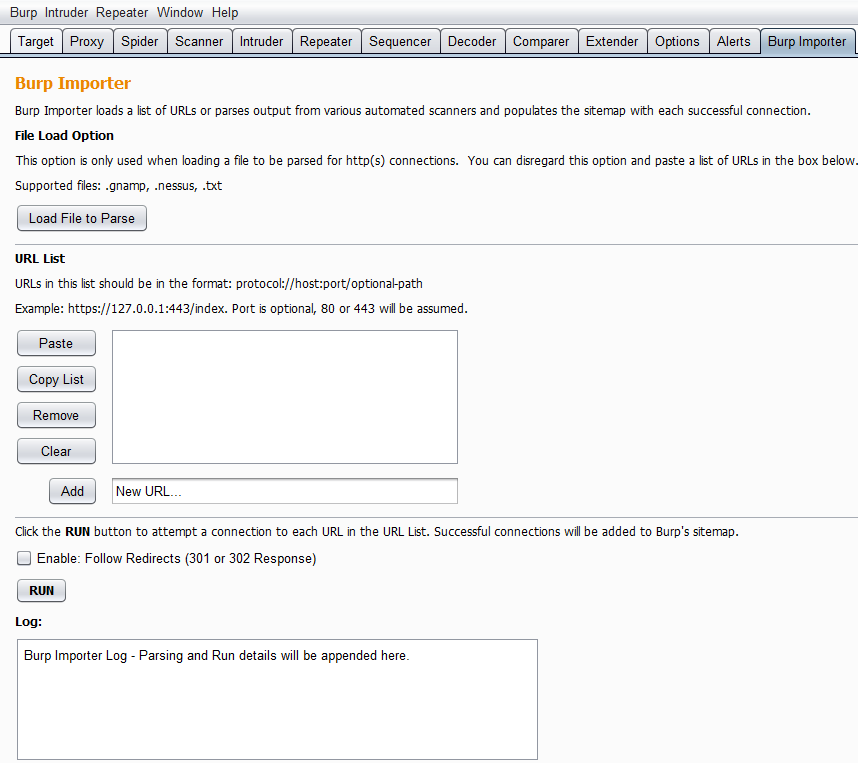 Burp Intruder Repeater Window Help
Target Proxy Spider Scanner Intruder Repeater Sequencer Decoder Comparer Extender Options Alerts Burp Importer
Burp Importer
Burp Importer loads a list of URLs or parses output from various automated scanners and populates the sitemap with each successful connection.
File Load Option
This option is only used when loading a file to be parsed for http(s) connections. You can disregard this option and paste a list of URLs in the box below.
Supported files: .gnamp, .nessus, .txt
Load File to Parse
URL List
URLs in this list should be in the format: protocol://host:port/optional-path
Example: https://127.0.0.1:443/index. Port is optional, 80 or 443 will be assumed.
Paste
Copy List
Remove
Clear
Add New URL...
Click the RUN button to attempt a connection to each URL in the URL List. Successful connections will be added to Burp's sitemap.
Enable: Follow Redirects (301 or 302 Response)
RUN
Log:
Burp Importer Log - Parsing and Run details will be appended here.